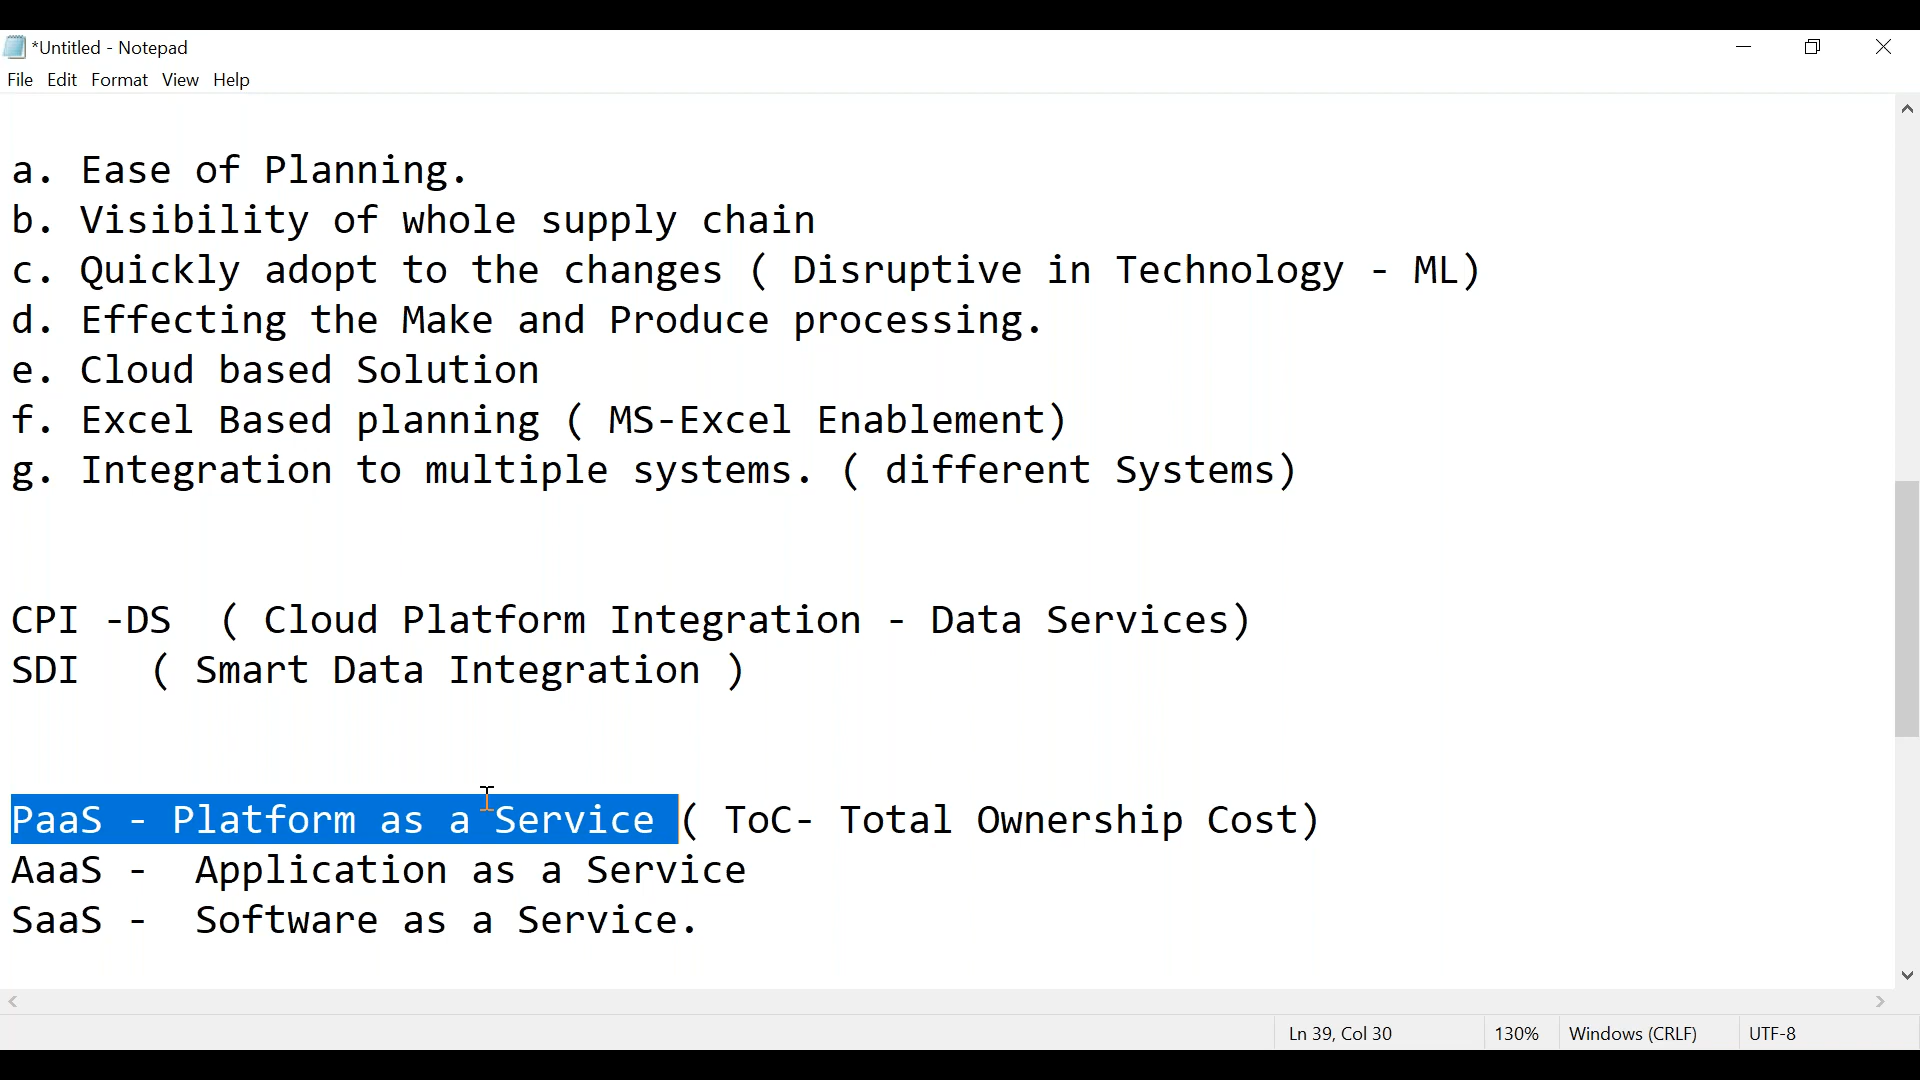 *Untitled - Notepad
File Edit Format View Help
a. Ease of Planning.
b. Visibility of whole supply chain
c. Quickly adopt to the changes ( Disruptive in Technology - ML)
d. Effecting the Make and Produce processing.
e. Cloud based Solution
f. Excel Based planning ( MS-Excel Enablement)
g. Integration to multiple systems. ( different Systems)
CPI -DS  ( Cloud Platform Integration - Data Services)
SDI   ( Smart Data Integration )
PaaS - Platform as a Service ( ToC- Total Ownership Cost)
AaaS -  Application as a Service
SaaS -  Software as a Service.
Ln 39, Col 30 130% Windows (CRLF) UTF-8